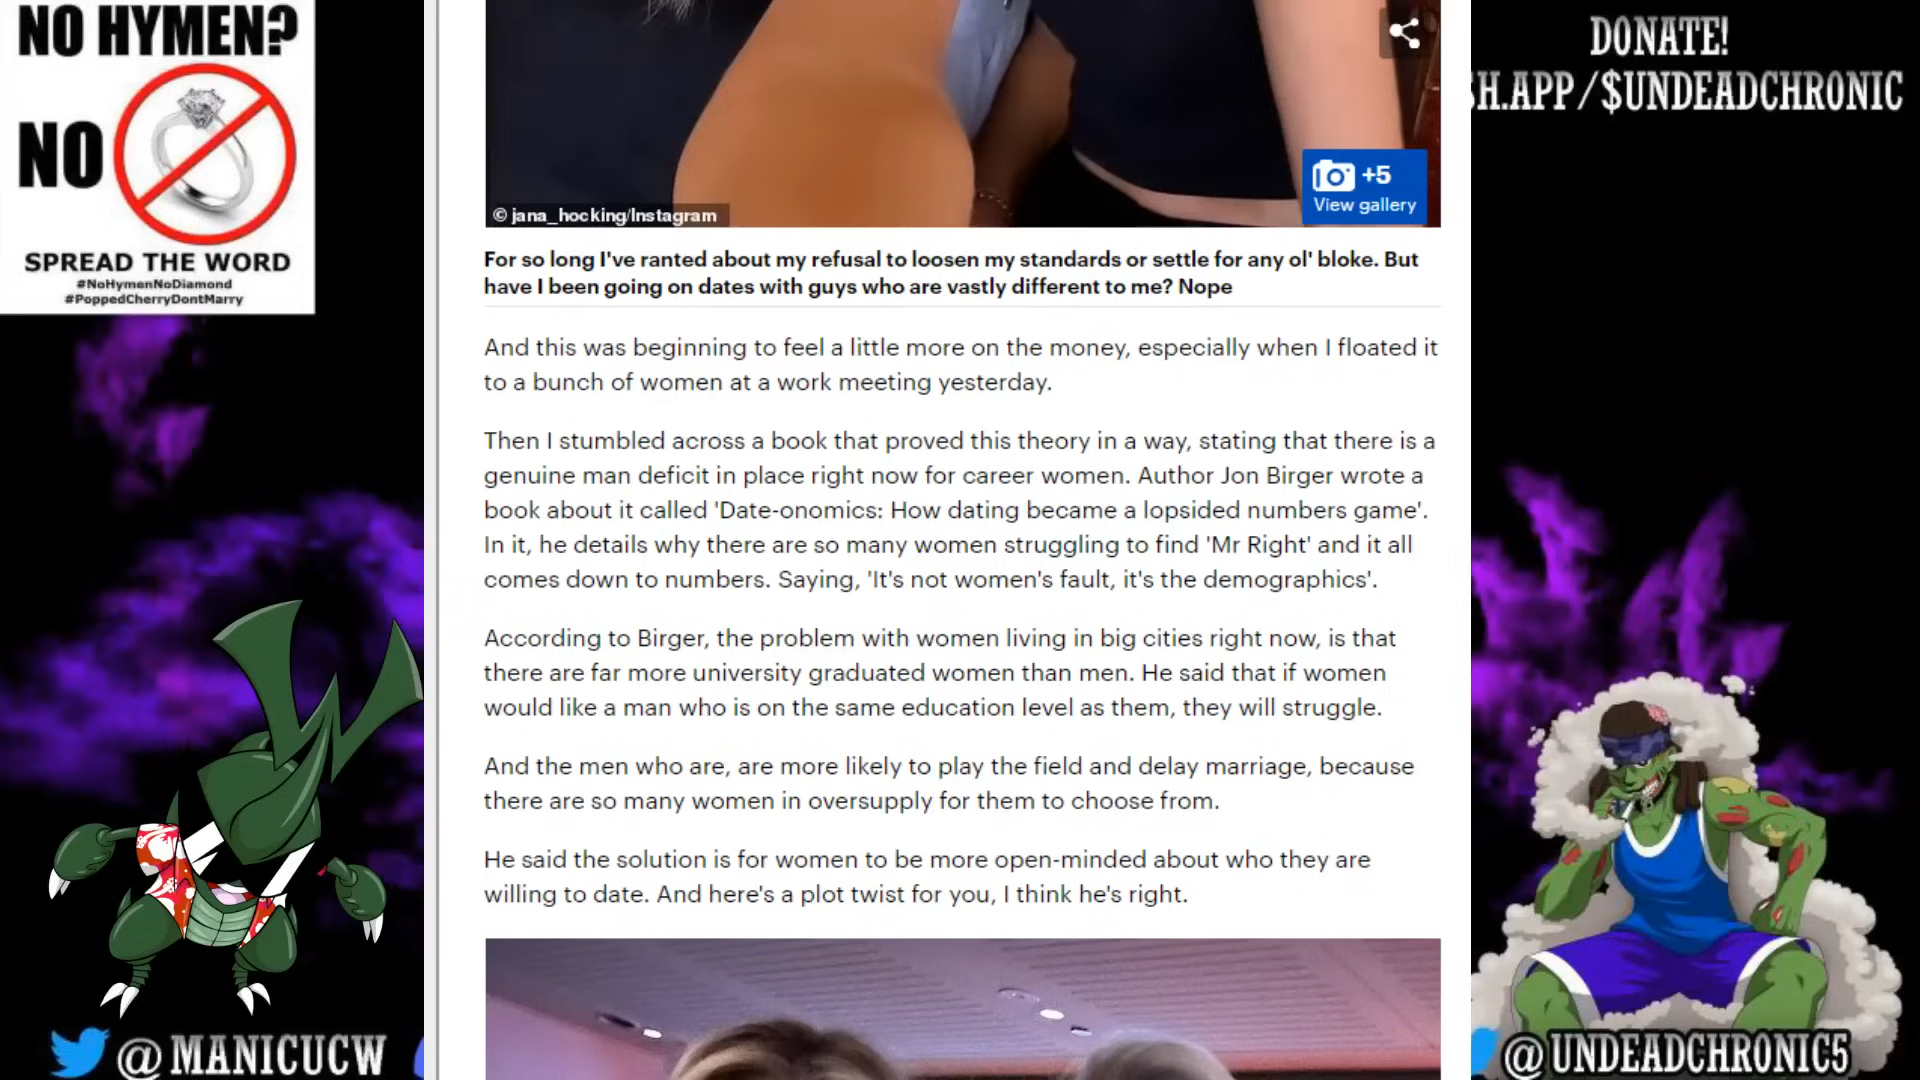 NO HYMEN?
NO
SPREAD THE WORD
#NoHymenNoDiamond
#PoppedCherryDontMarry
@MANICUCW
© jana_hocking/Instagram
+5
View gallery
For so long I've ranted about my refusal to loosen my standards or settle for any ol' bloke. But
have I been going on dates with guys who are vastly different to me? Nope
And this was beginning to feel a little more on the money, especially when I floated it
to a bunch of women at a work meeting yesterday.
Then I stumbled across a book that proved this theory in a way, stating that there is a
genuine man deficit in place right now for career women. Author Jon Birger wrote a
book about it called 'Date-onomics: How dating became a lopsided numbers game'.
In it, he details why there are so many women struggling to find 'Mr Right' and it all
comes down to numbers. Saying, 'It's not women's fault, it's the demographics'.
According to Birger, the problem with women living in big cities right now, is that
there are far more university graduated women than men. He said that if women
would like a man who is on the same education level as them, they will struggle.
And the men who are, are more likely to play the field and delay marriage, because
there are so many women in oversupply for them to choose from.
He said the solution is for women to be more open-minded about who they are
willing to date. And here's a plot twist for you, I think he's right.
DONATE!
SH.APP/$UNDEADCHRONIC
@UNDEADCHRONIC5